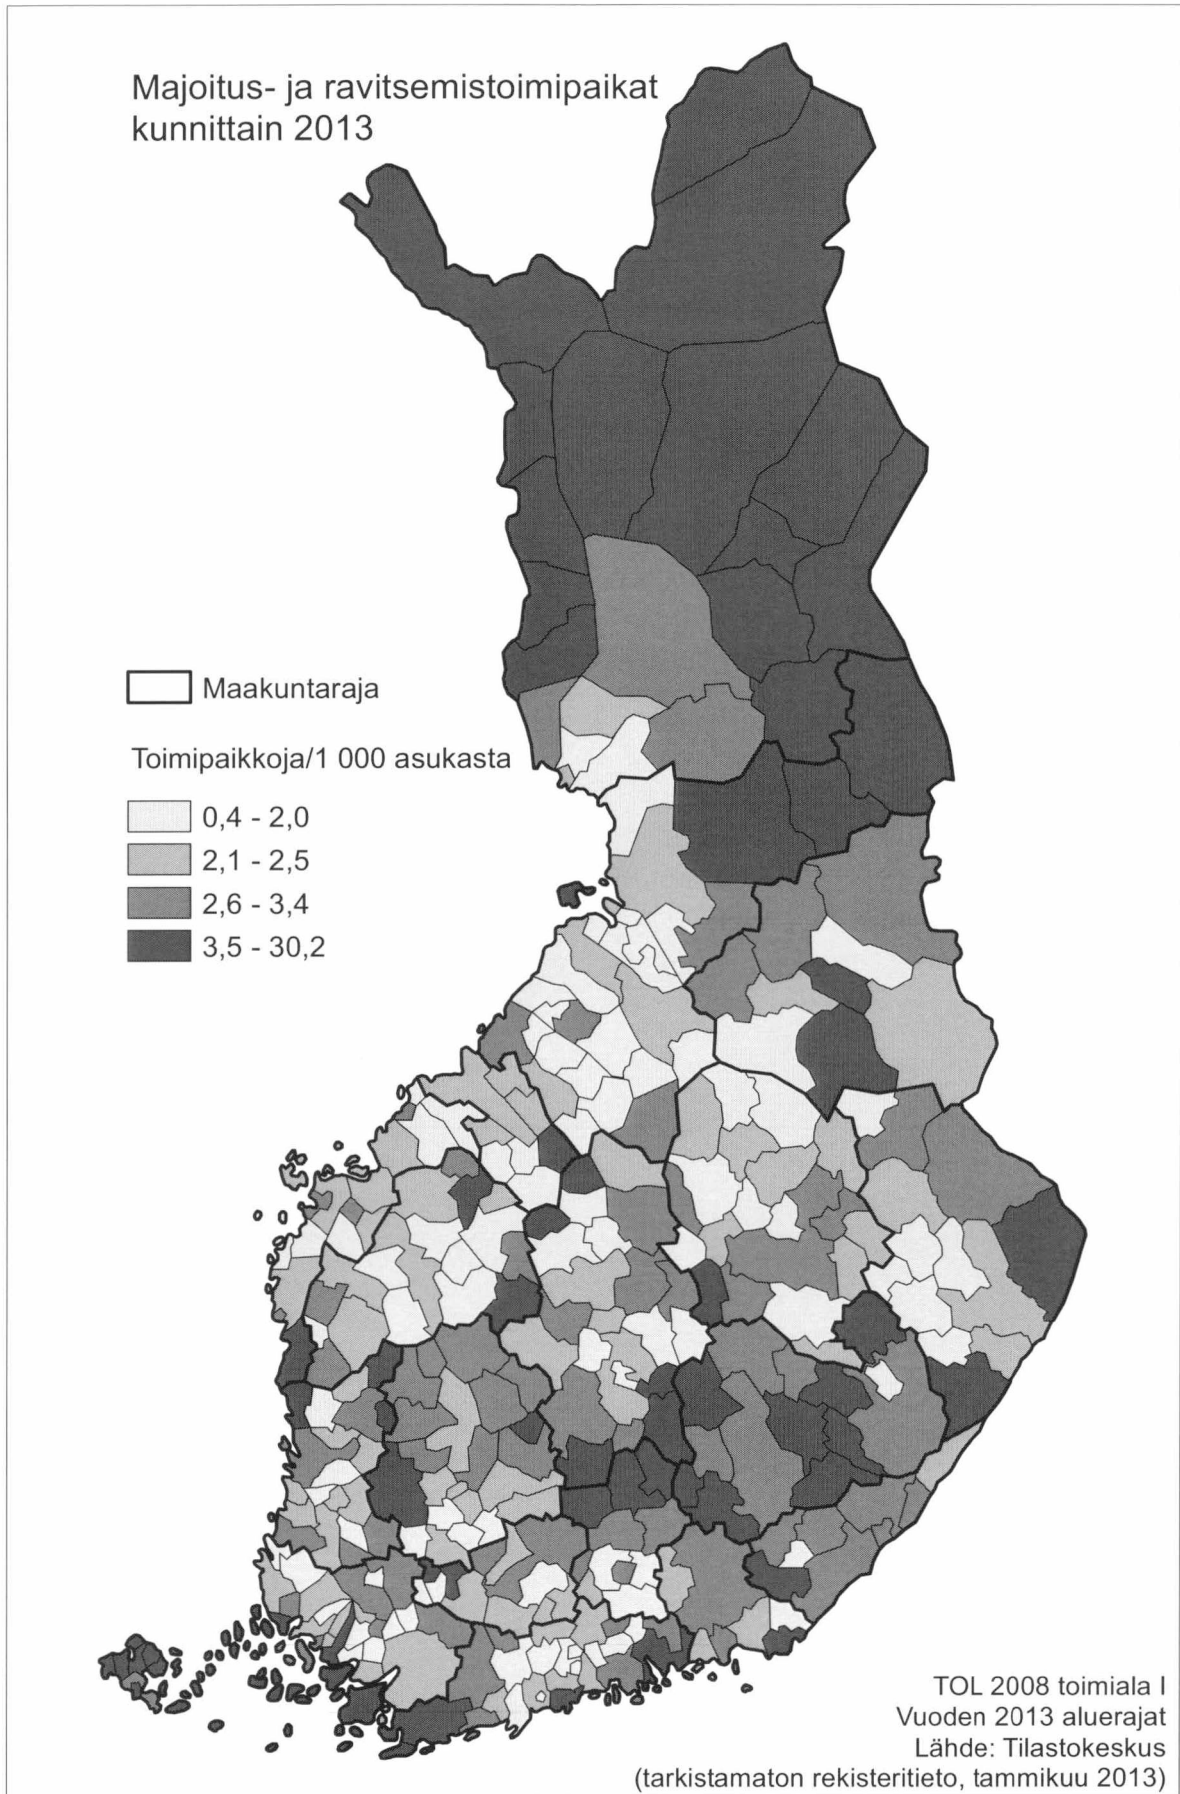 Majoitus- ja ravitsemistoimipaikat
kunnittain 2013
Maakuntaraja
Toimipaikkoja/1 000 asukasta
0,4 - 2,0
2,1 - 2,5
2,6 - 3,4
3,5 - 30,2
TOL 2008 toimiala I
Vuoden 2013 aluerajat
Lähde: Tilastokeskus
(tarkistamaton rekisteritieto, tammikuu 2013)